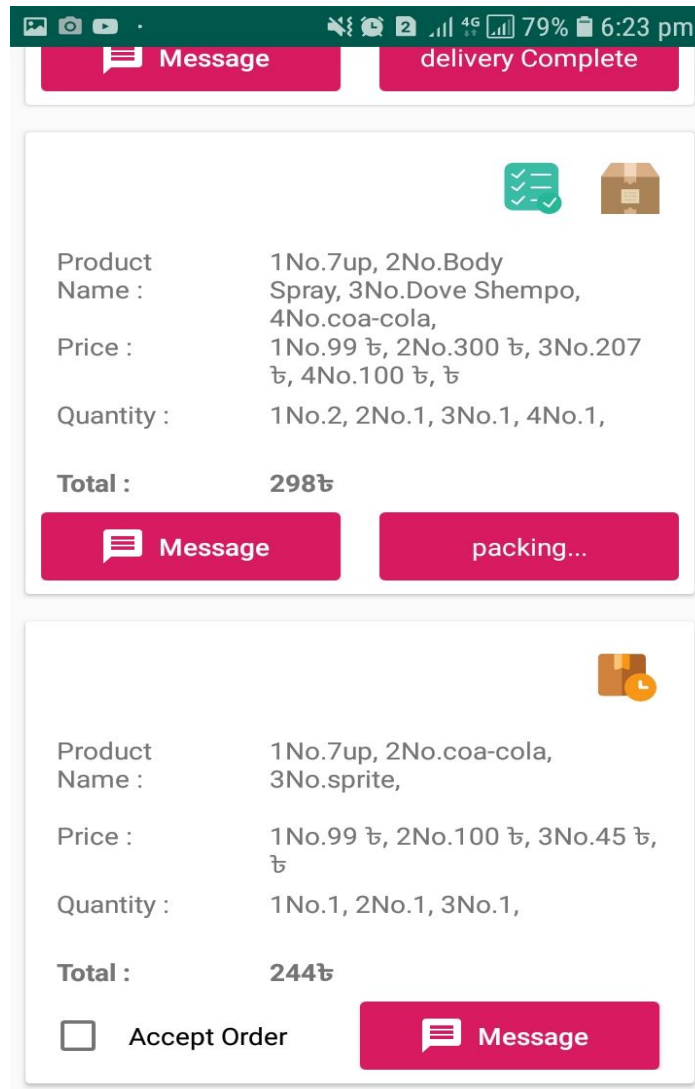 2 4G 79% 6:23 pm
Message delivery Complete
Product 1No.7up, 2No.Body
Name : Spray, 3No.Dove Shempo,
4No.coa-cola,
Price : 1No.99 ৳, 2No.300 ৳, 3No.207
৳, 4No.100 ৳, ৳
Quantity : 1No.2, 2No.1, 3No.1, 4No.1,
Total : 298৳
Message packing...
Product 1No.7up, 2No.coa-cola,
Name : 3No.sprite,
Price : 1No.99 ৳, 2No.100 ৳, 3No.45 ৳,
৳
Quantity : 1No.1, 2No.1, 3No.1,
Total : 244৳
Accept Order Message